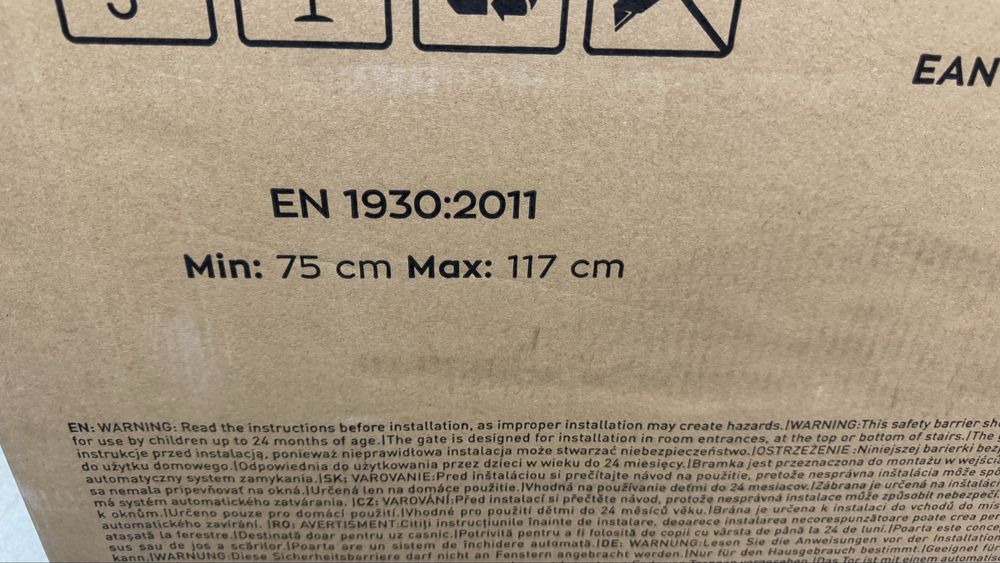 EAN
EN 1930:2011
Min: 75 cm Max: 117 cm
EN: WARNING: Read the instructions before installation, as improper installation may create hazards.|WARNING:This safety barrier
for use by children up to 24 months of age.|The gate is designed for installation in room entrances, at the top or bottom of stairs.|The
instrukcje przed instalacją, ponieważ nieprawidłowa instalacja może stwarzać niebezpieczeństwo.|OSTRZEŻENIE :Niniejszej barierki
do użytku domowego.|Odpowiednia do użytkowania przez dzieci w wieku do 24 miesięcy.|Bramka jest przeznaczona do montażu w
automatyczny system zamykania.|SK: VAROVANIE:Pred inštaláciou si prečítajte návod na použitie, pretože nesprávna inštalácia môže
sa nemala pripevňovať na okná.|Určená len na domáce použitie.|Vhodná na používanie deťmi do 24 mesiacov.|Zábrana je určená na
má systém automatického zatvárania. |CZ: VAROVÁNÍ:Před instalací si přečtěte návod, protože nesprávná instalace může způsobit
k oknům.|Určeno pouze pro domácí použití.|Vhodné pro použití dětmi do 24 měsíců věku.|Brána je určena k instalaci do vchodů do
automatického zavírání. |RO: AVERTISMENT:Citiți instrucțiunile înainte de instalare, deoarece instalarea necorespunzătoare poate crea
atașată la ferestre.|Destinată doar pentru uz casnic.|Potrivită pentru a fi folosită de copii cu vârsta de până la 24 de luni.|Poarta este
sus sau de jos a scărilor.|Poarta are un sistem de închidere automată.|DE: WARNUNG:Lesen Sie die Anweisungen vor der
kann.|WARNUNG:Diese Sicherheitsbarriere darf nicht an Fenstern angebracht werden.|Nur für den Hausgebrauch bestimmt.|Geeignet